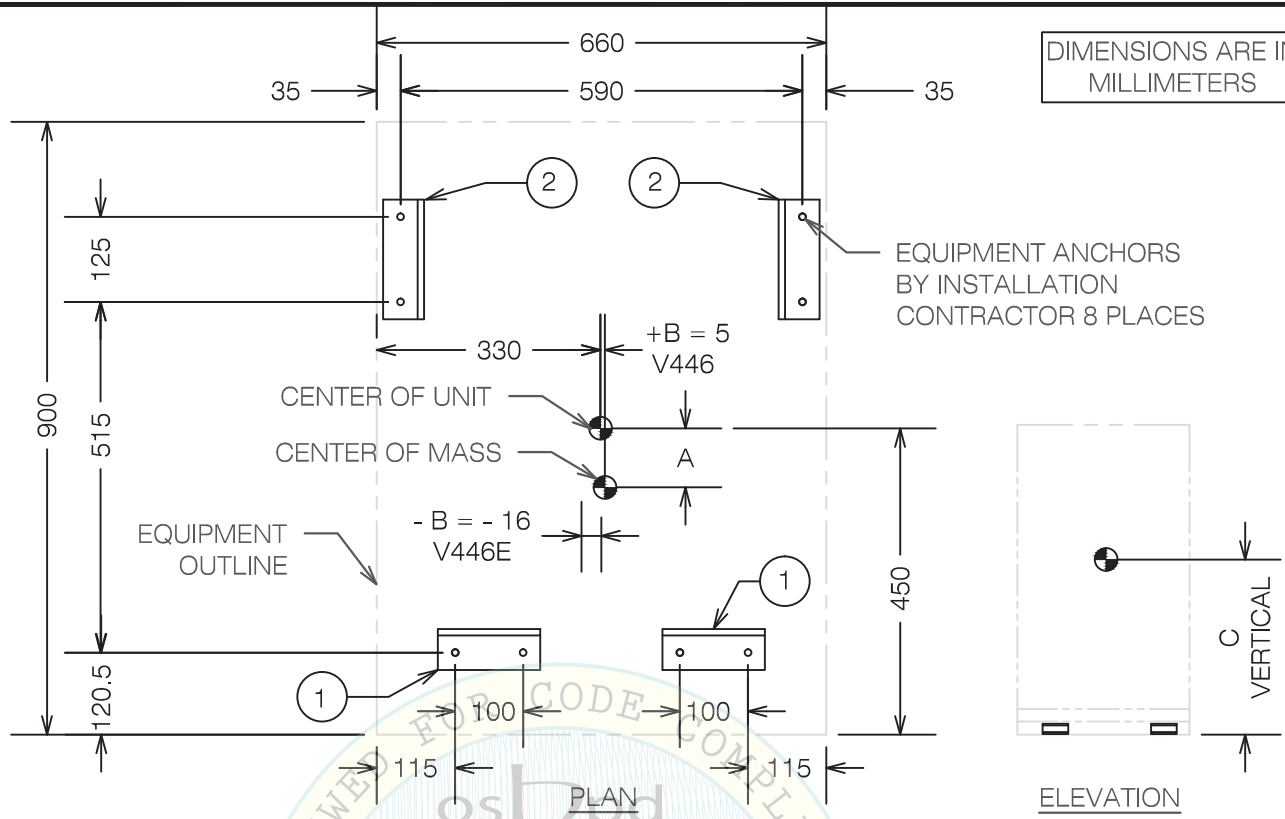 660
DIMENSIONS ARE IN
MILLIMETERS
35
590
35
2
2
125
EQUIPMENT ANCHORS
BY INSTALLATION
CONTRACTOR 8 PLACES
330
+B = 5
V446
CENTER OF UNIT
900
515
CENTER OF MASS
A
- B = - 16
V446E
EQUIPMENT
OUTLINE
1
450
C
VERTICAL
1
120.5
100
100
FOR CODE
115
115
PLAN
ELEVATION